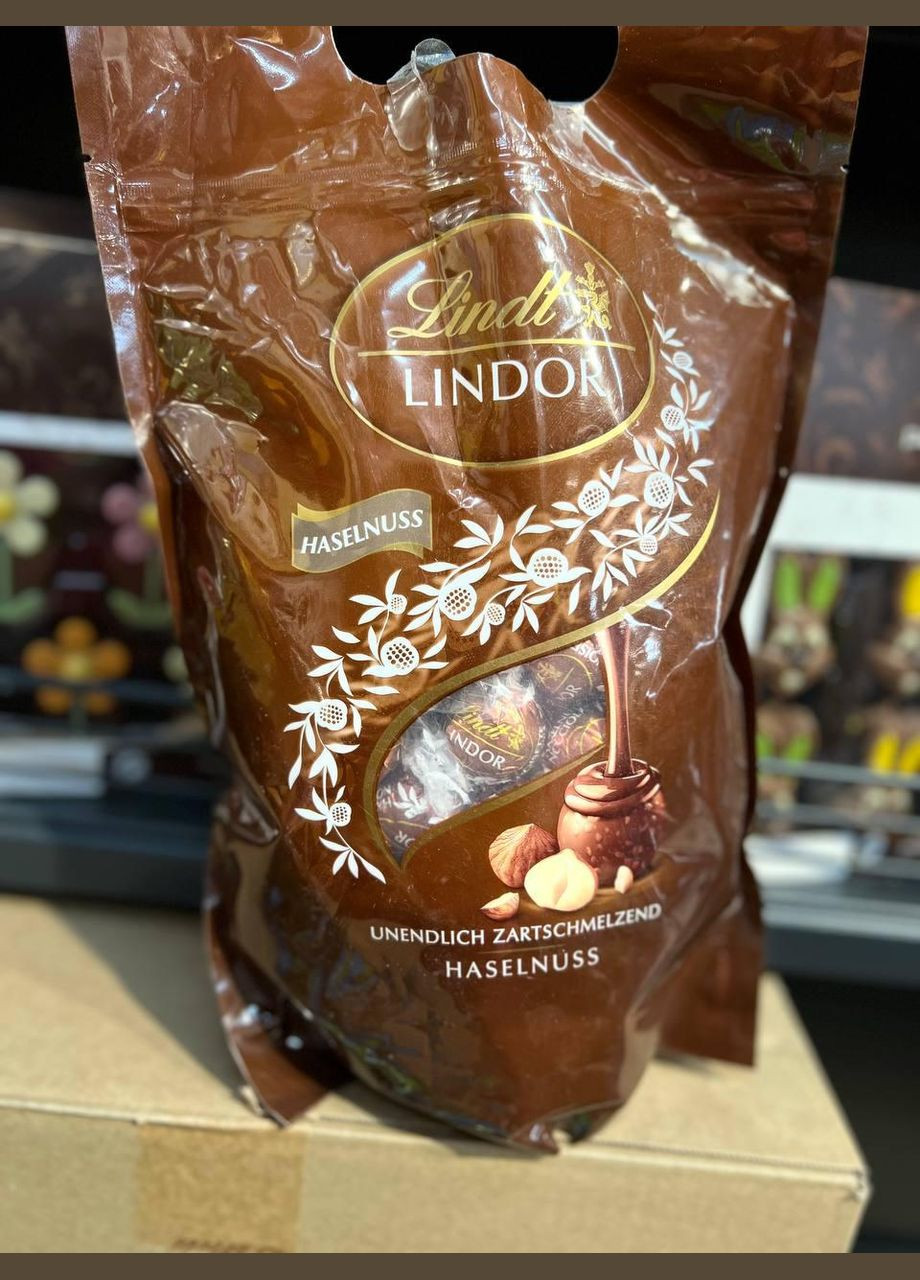 Lindt
LINDOR
HASELNUSS
Lindt
LINDOR
UNENDLICH ZARTSCHMELZEND
HASELNUSS